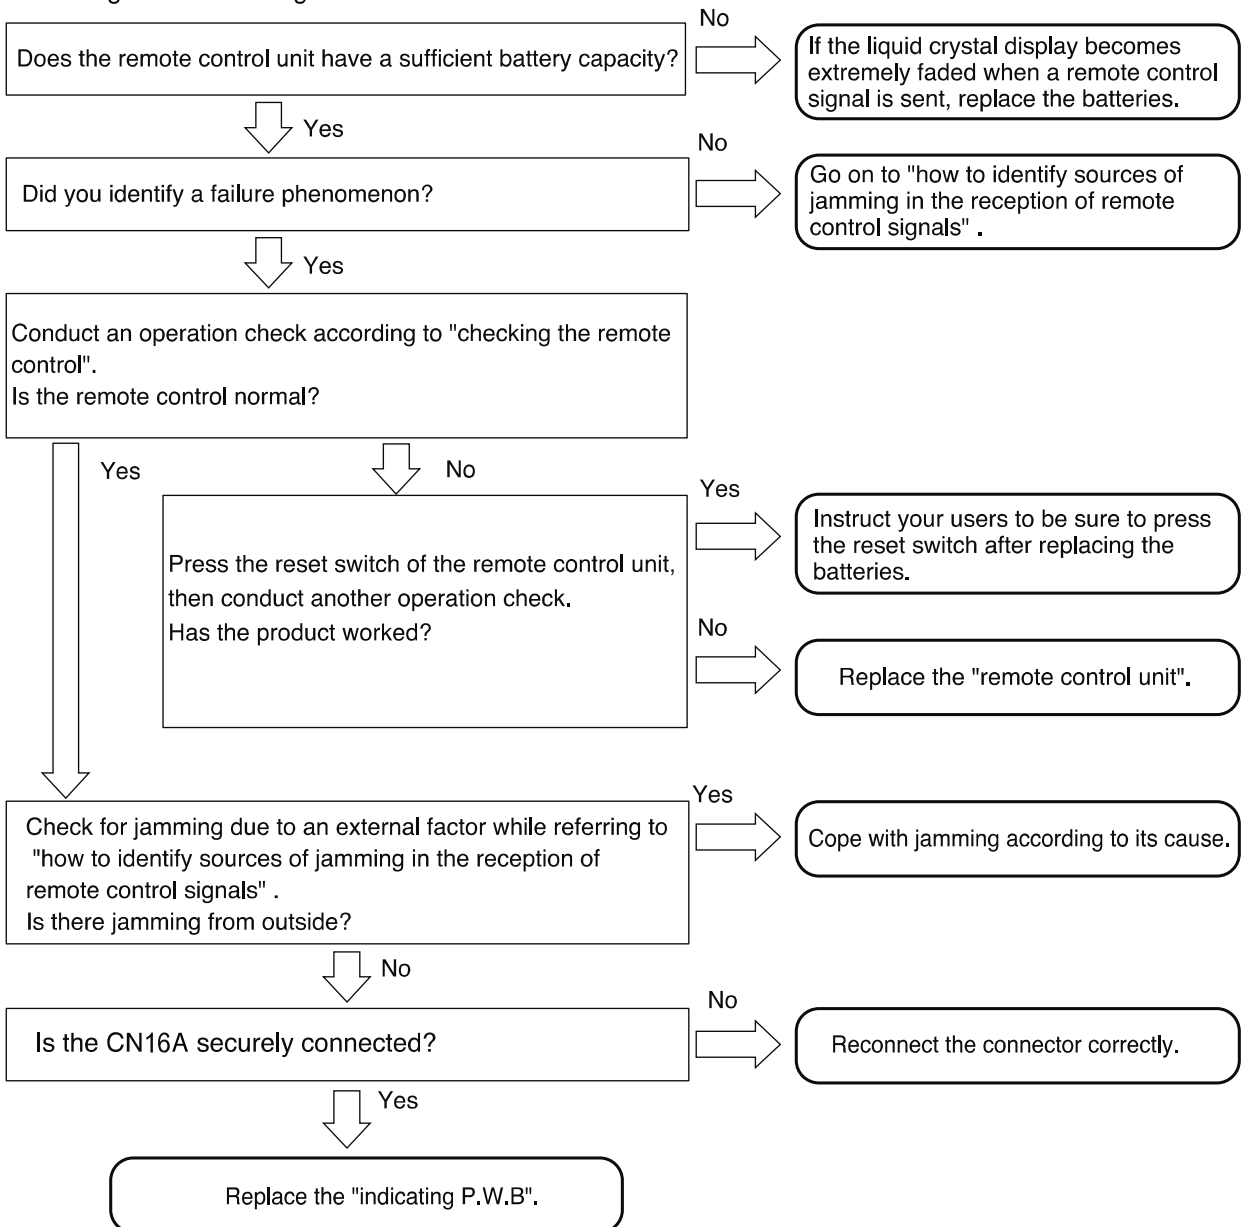 No
Does the remote control unit have a sufficient battery capacity?
If the liquid crystal display becomes
extremely faded when a remote control
signal is sent, replace the batteries.
Yes
No
Did you identify a failure phenomenon?
Go on to "how to identify sources of
jamming in the reception of remote
control signals" .
Yes
Conduct an operation check according to "checking the remote
control".
Is the remote control normal?
Yes
No
Press the reset switch of the remote control unit,
then conduct another operation check.
Has the product worked?
Yes
Instruct your users to be sure to press
the reset switch after replacing the
batteries.
No
Replace the "remote control unit".
Check for jamming due to an external factor while referring to
"how to identify sources of jamming in the reception of
remote control signals" .
Is there jamming from outside?
Yes
Cope with jamming according to its cause.
No
Is the CN16A securely connected?
No
Reconnect the connector correctly.
Yes
Replace the "indicating P.W.B".